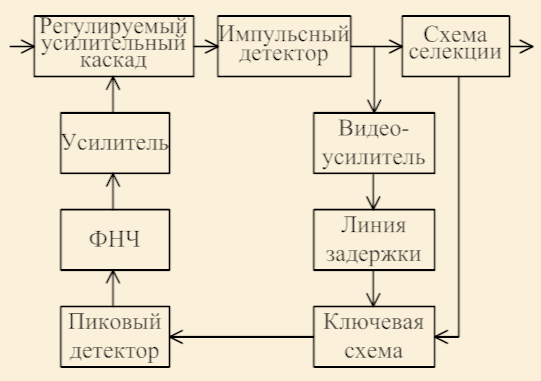 Регулируемый
усилительный
каскад
Импульсный
детектор
Схема
селекции
Усилитель
Видео-
усилитель
ФНЧ
Линия
задержки
Пиковый
детектор
Ключевая
схема